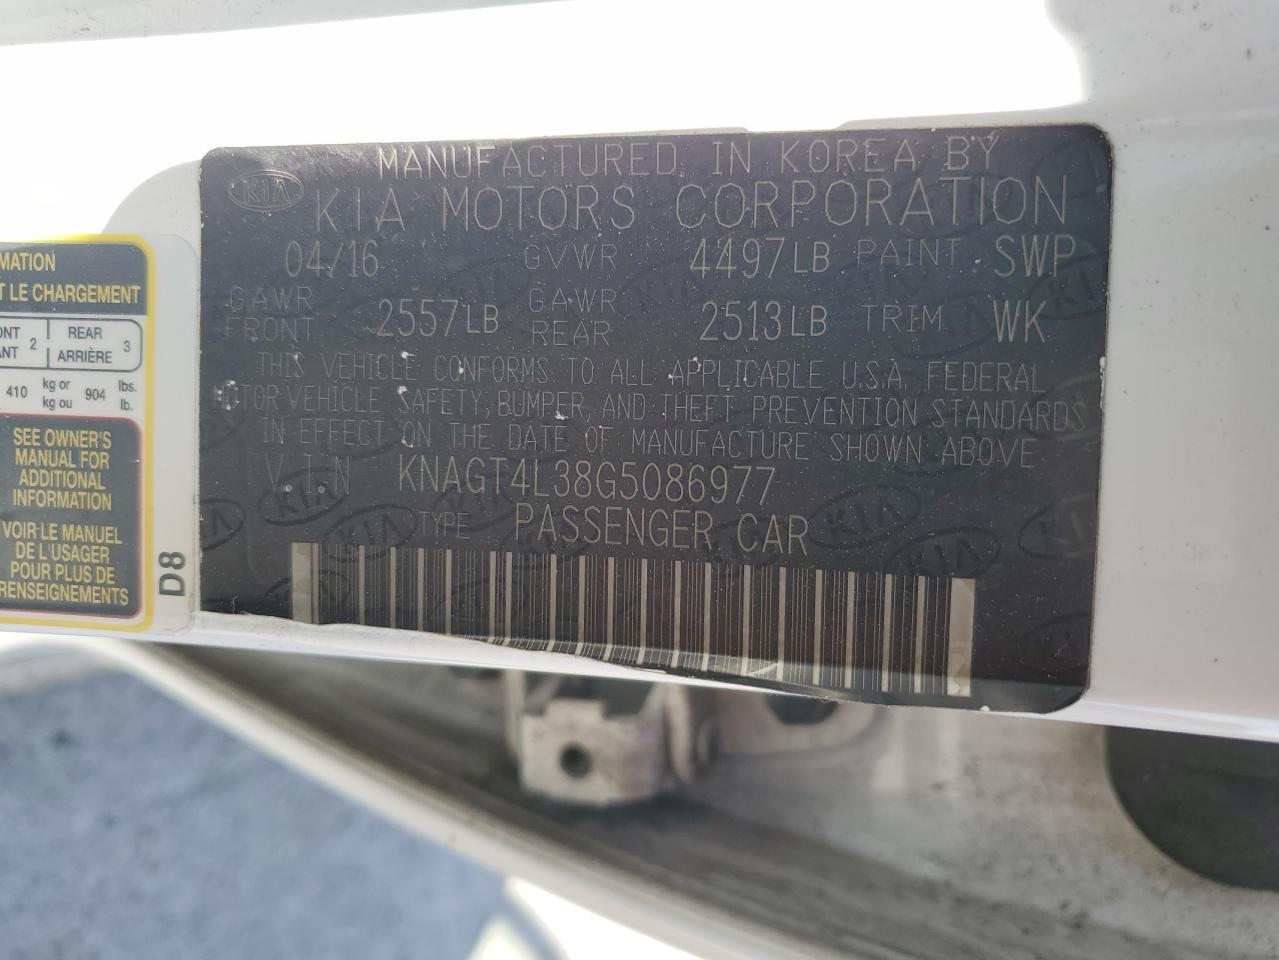 MANUFACTURED IN KOREA BY
KIA KIA MOTORS CORPORATION
04/16 GVWR 4497LB PAINT SWP
GAWR FRONT 2557LB GAWR REAR 2513LB TRIM WK
THIS VEHICLE CONFORMS TO ALL APPLICABLE U.S.A. FEDERAL
MOTOR VEHICLE SAFETY, BUMPER, AND THEFT PREVENTION STANDARDS
IN EFFECT ON THE DATE OF MANUFACTURE SHOWN ABOVE
V.I.N KNAGT4L38G5086977
TYPE PASSENGER CAR
MATION
T LE CHARGEMENT
ONT 2 REAR 3
ANT ARRIÈRE
410 kg or 904 lbs.
kg ou lb.
SEE OWNER'S
MANUAL FOR
ADDITIONAL
INFORMATION
VOIR LE MANUEL
DE L'USAGER
POUR PLUS DE
RENSEIGNEMENTS
D8